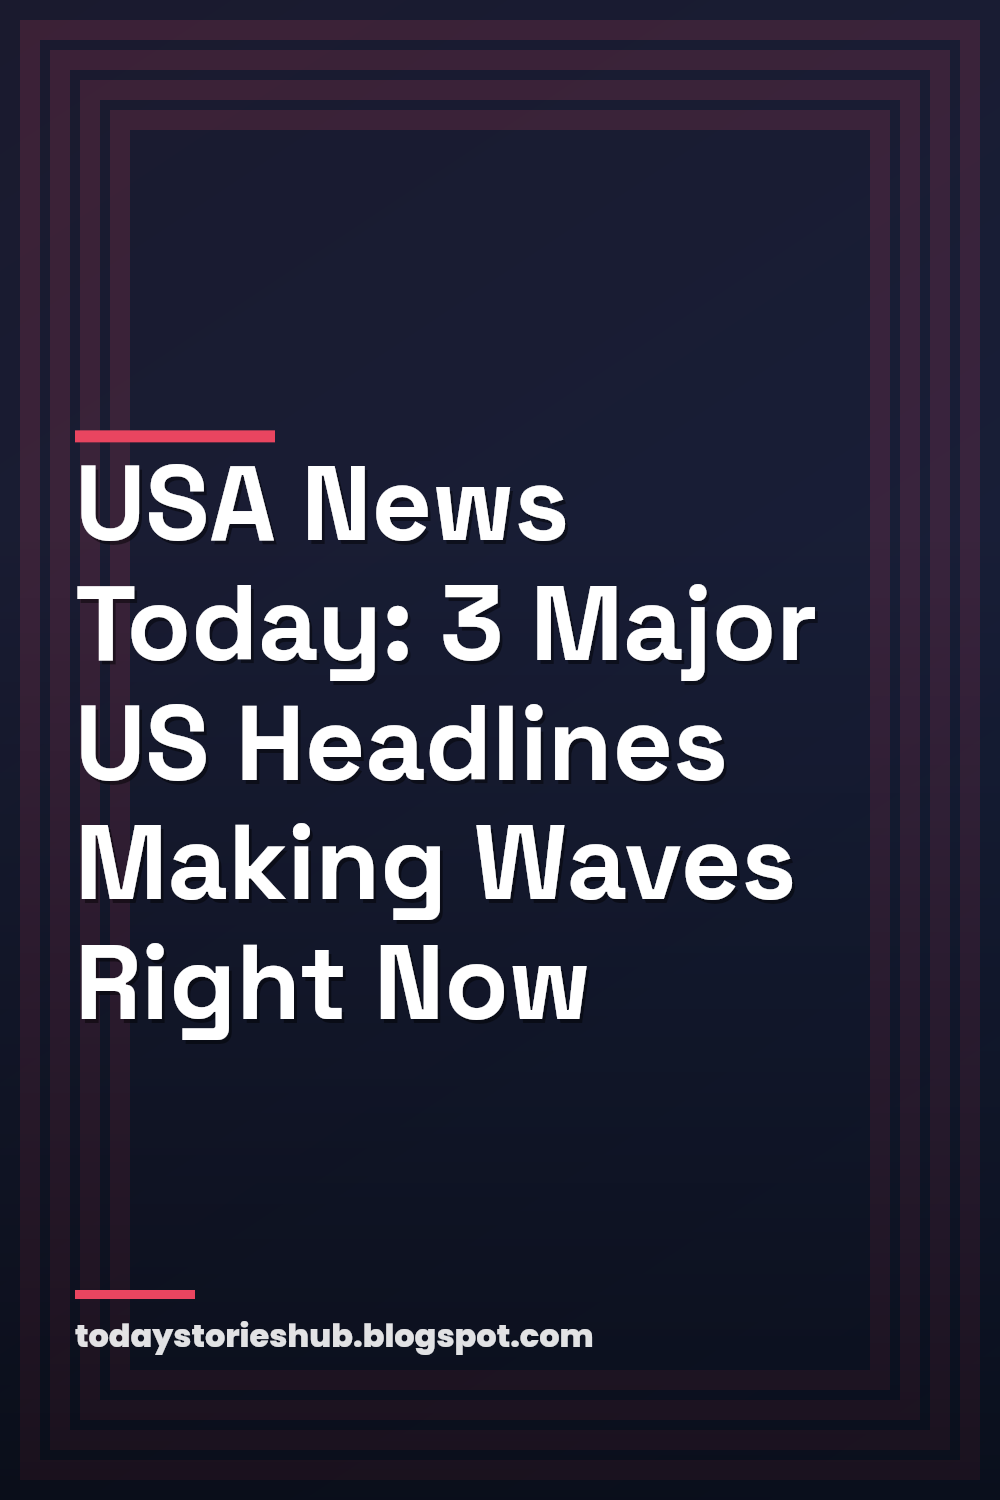 USA News
Today: 3 Major
US Headlines
Making Waves
Right Now
todaystorieshub.blogspot.com